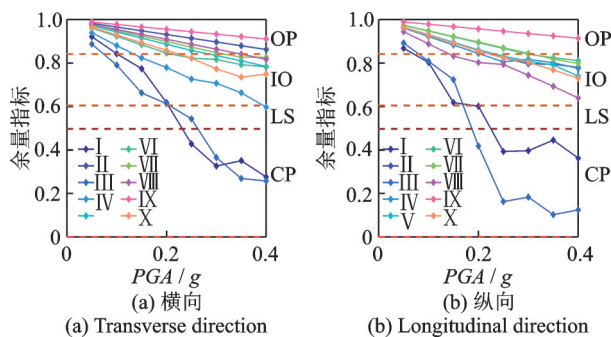 1.0
0.8
0.6
0.4
0.2
0
余量指标
OP
IO
LS
CP
I
II
III
IV
VI
VII
VIII
IX
X
0
0.2
0.4
PGA / g
(a) 横向
(a) Transverse direction
1.0
0.8
0.6
0.4
0.2
0
余量指标
OP
IO
LS
CP
I
II
III
IV
V
VI
VII
VIII
IX
X
0
0.2
0.4
PGA / g
(b) 纵向
(b) Longitudinal direction